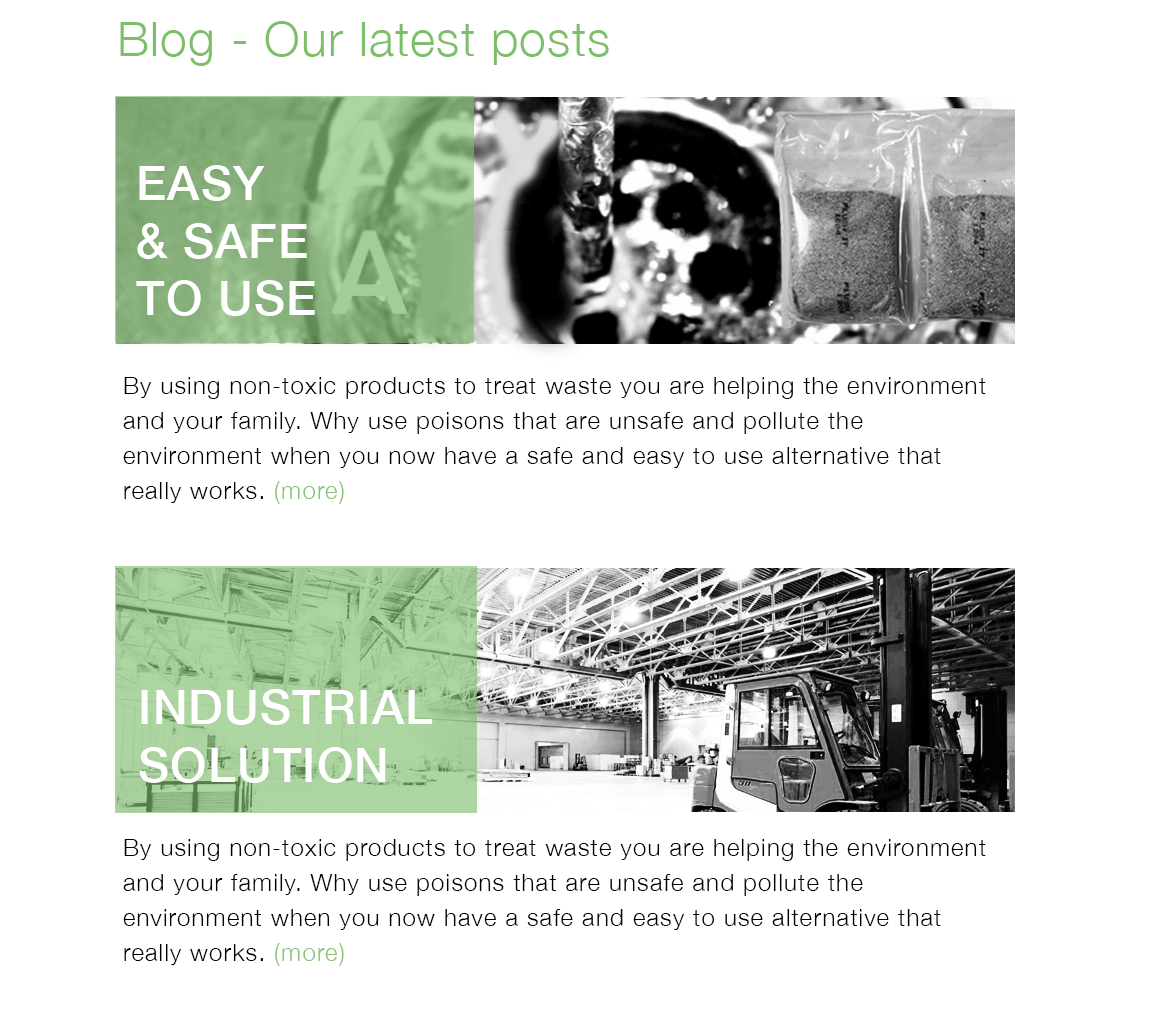 Blog - Our latest posts
EASY
& SAFE
TO USE
By using non-toxic products to treat waste you are helping the environment
and your family. Why use poisons that are unsafe and pollute the
environment when you now have a safe and easy to use alternative that
really works. (more)
INDUSTRIAL
SOLUTION
By using non-toxic products to treat waste you are helping the environment
and your family. Why use poisons that are unsafe and pollute the
environment when you now have a safe and easy to use alternative that
really works. (more)